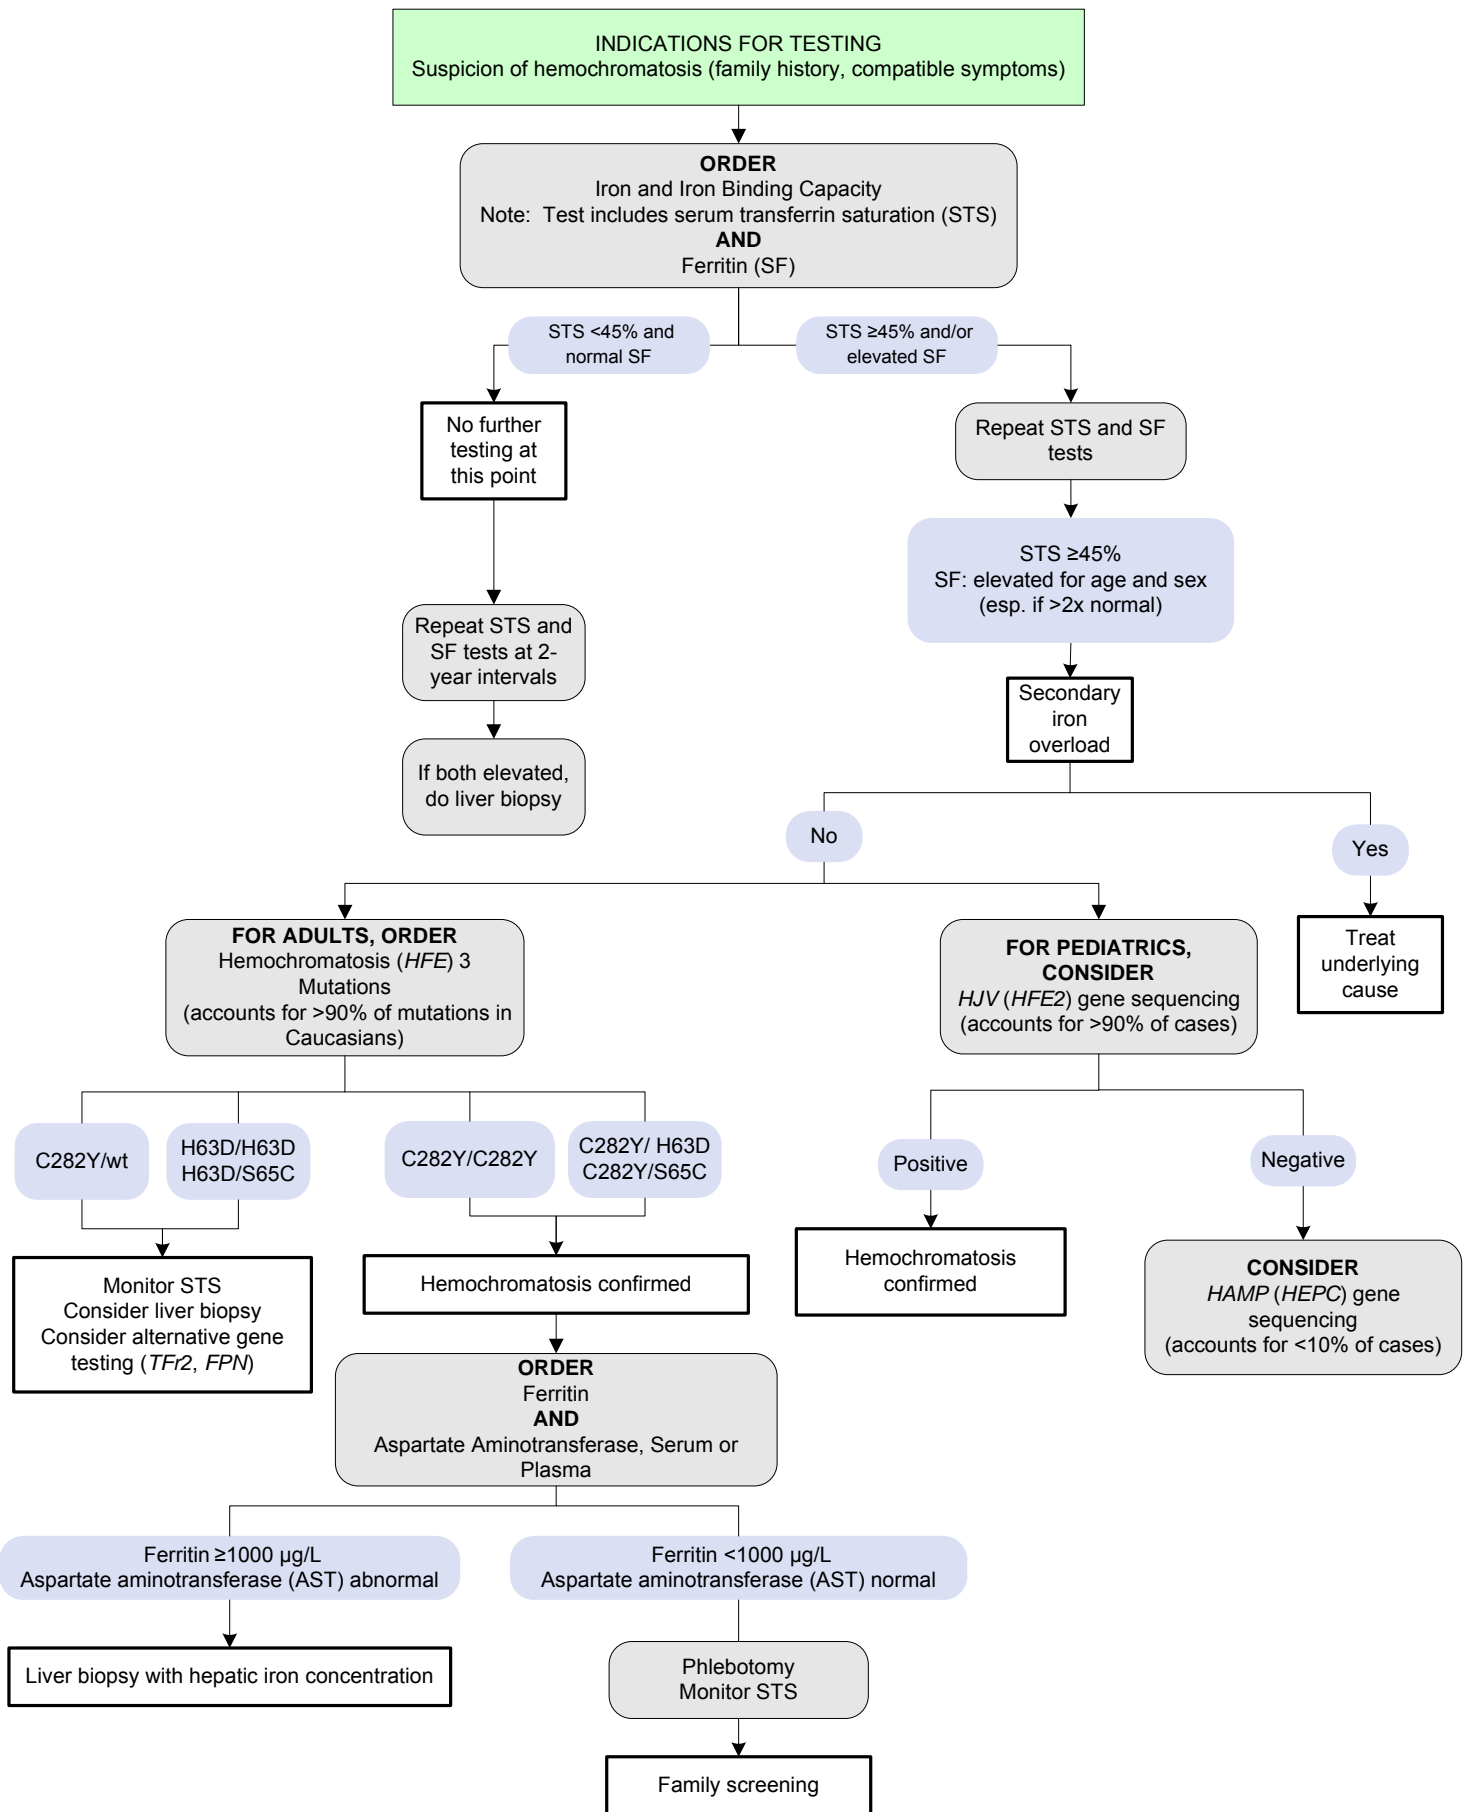 INDICATIONS FOR TESTING
Suspicion of hemochromatosis (family history, compatible symptoms)
ORDER
Iron and Iron Binding Capacity
Note: Test includes serum transferrin saturation (STS)
AND
Ferritin (SF)
STS <45% and
normal SF
STS ≥45% and/or
elevated SF
No further
testing at
this point
Repeat STS and SF
tests
STS ≥45%
SF: elevated for age and sex
(esp. if >2x normal)
Repeat STS and
SF tests at 2-
year intervals
Secondary
iron
overload
If both elevated,
do liver biopsy
No
Yes
FOR ADULTS, ORDER
Hemochromatosis (HFE) 3
Mutations
(accounts for >90% of mutations in
Caucasians)
FOR PEDIATRICS,
CONSIDER
HJV (HFE2) gene sequencing
(accounts for >90% of cases)
Treat
underlying
cause
C282Y/wt
H63D/H63D
H63D/S65C
C282Y/C282Y
C282Y/ H63D
C282Y/S65C
Positive
Negative
Monitor STS
Consider liver biopsy
Consider alternative gene
testing (TFr2, FPN)
Hemochromatosis confirmed
Hemochromatosis
confirmed
CONSIDER
HAMP (HEPC) gene
sequencing
(accounts for <10% of cases)
ORDER
Ferritin
AND
Aspartate Aminotransferase, Serum or
Plasma
Ferritin ≥1000 µg/L
Aspartate aminotransferase (AST) abnormal
Ferritin <1000 µg/L
Aspartate aminotransferase (AST) normal
Liver biopsy with hepatic iron concentration
Phlebotomy
Monitor STS
Family screening